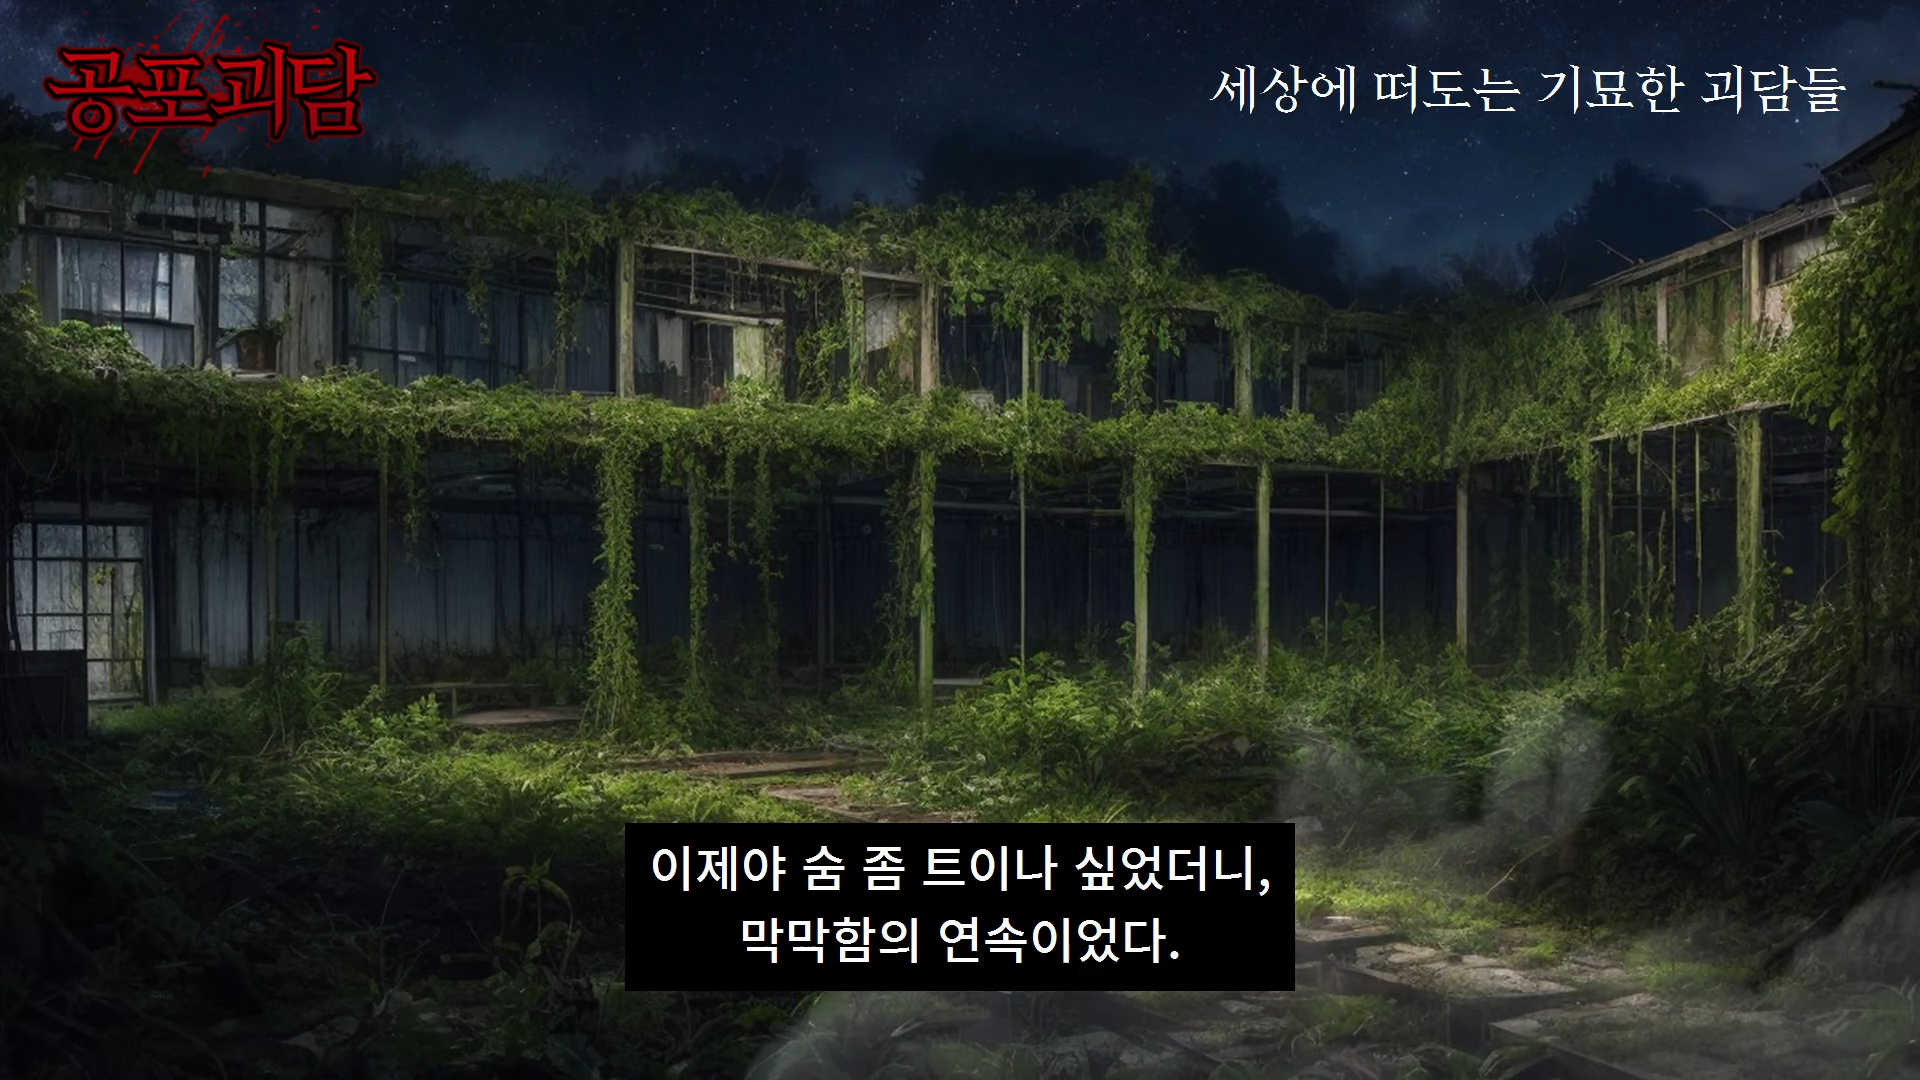 공포괴담
세상에 떠도는 기묘한 괴담들
이제야 숨 좀 트이나 싶었더니,
막막함의 연속이었다.